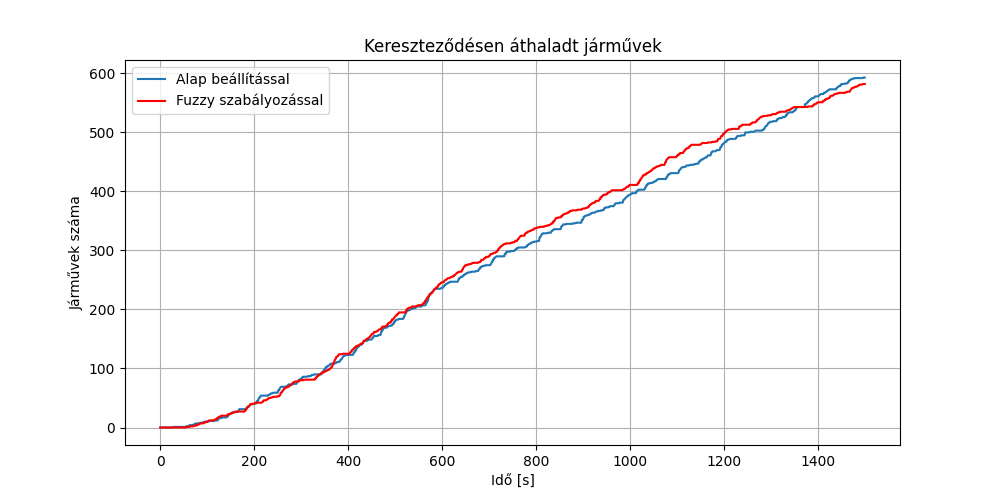 Kereszteződésen áthaladt járművek
Alap beállítással
Fuzzy szabályozással
Járművek száma
600
500
400
300
200
100
0
0 200 400 600 800 1000 1200 1400
Idő [s]